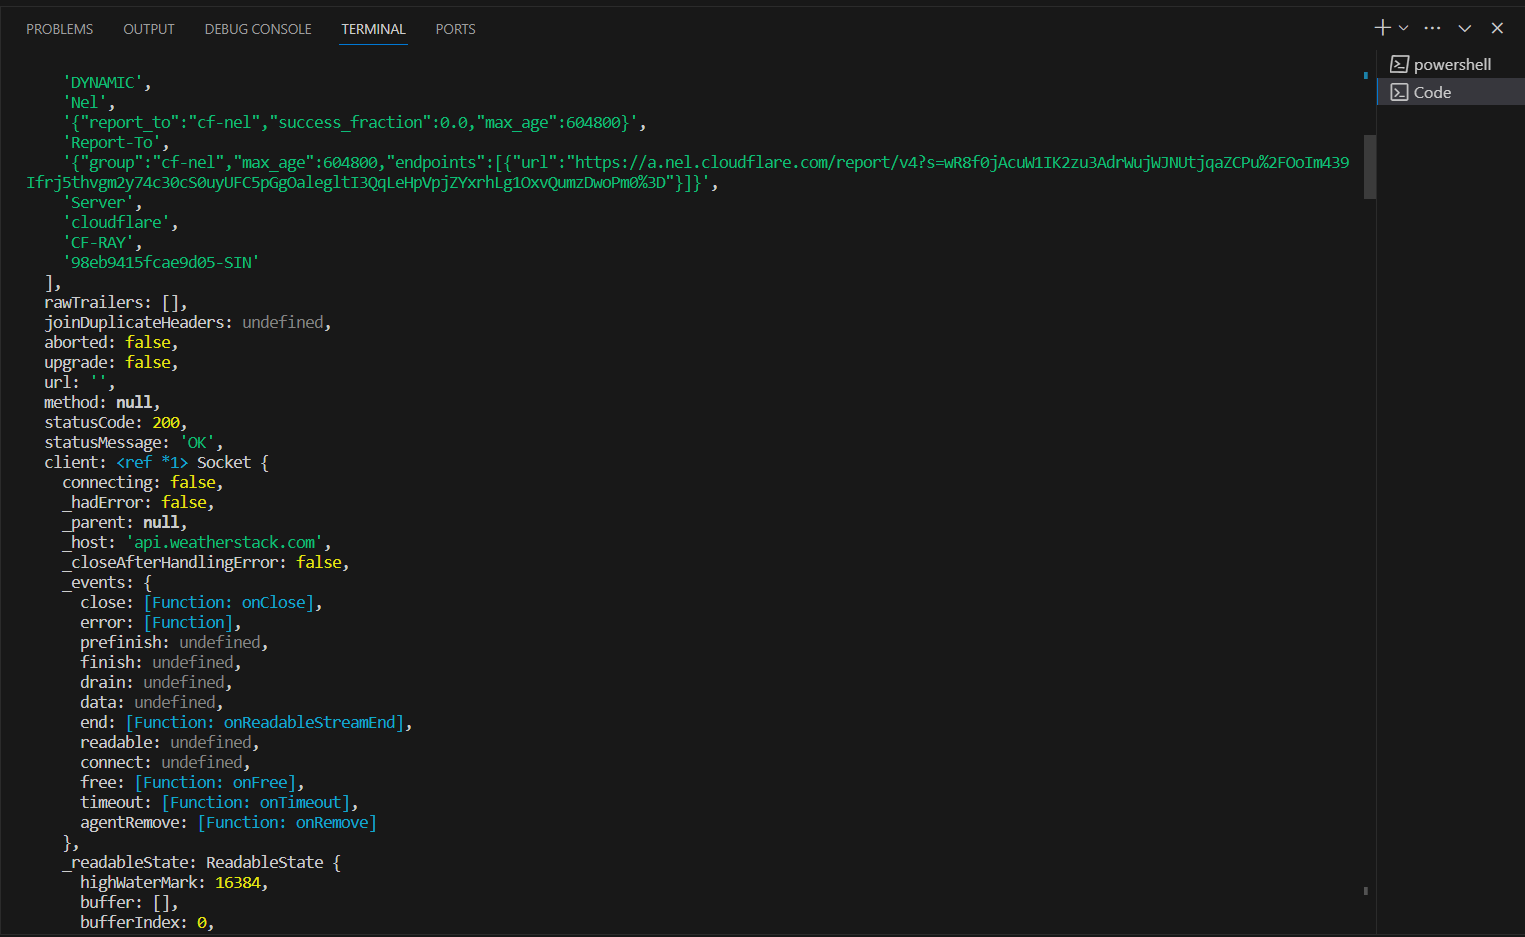 PROBLEMS OUTPUT DEBUG CONSOLE TERMINAL PORTS
powershell
Code
'DYNAMIC',
'Nel',
'{"report_to":"cf-nel","success_fraction":0.0,"max_age":604800}',
'Report-To',
'{"group":"cf-nel","max_age":604800,"endpoints":[{"url":"https://a.nel.cloudflare.com/report/v4?s=wR8f0jAcuW1IK2zu3AdrWujWJNUtjqaZCPu%2FOoIm439
Ifrj5thvgm2y74c30cS0uyUFC5pGgOalegltI3QqLeHpVpjZYxrhLg1OxvQumzDwoPm0%3D"}]}',
'Server',
'cloudflare',
'CF-RAY',
'98eb9415fcae9d05-SIN'
],
rawTrailers: [],
joinDuplicateHeaders: undefined,
aborted: false,
upgrade: false,
url: '',
method: null,
statusCode: 200,
statusMessage: 'OK',
client: <ref *1> Socket {
connecting: false,
_hadError: false,
_parent: null,
_host: 'api.weatherstack.com',
_closeAfterHandlingError: false,
_events: {
close: [Function: onClose],
error: [Function],
prefinish: undefined,
finish: undefined,
drain: undefined,
data: undefined,
end: [Function: onReadableStreamEnd],
readable: undefined,
connect: undefined,
free: [Function: onFree],
timeout: [Function: onTimeout],
agentRemove: [Function: onRemove]
},
_readableState: ReadableState {
highWaterMark: 16384,
buffer: [],
bufferIndex: 0,